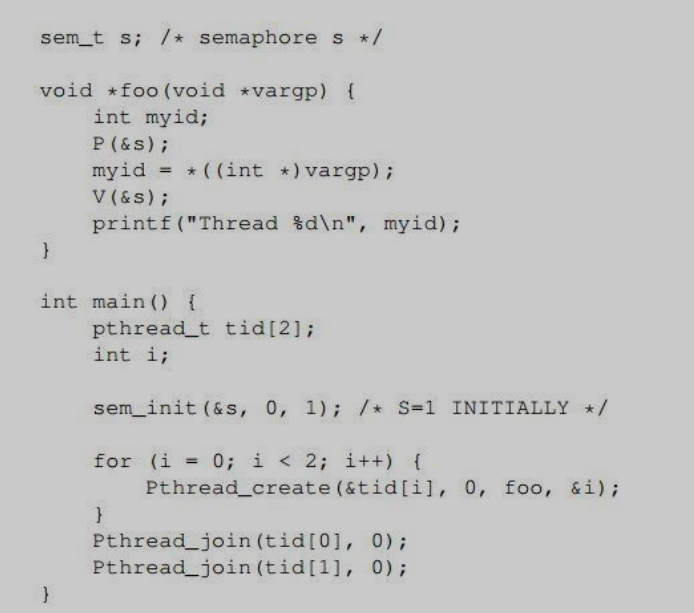 sem_t s; /* semaphore s */

void *foo(void *vargp) {
    int myid;
    P(&s);
    myid = *((int *)vargp);
    V(&s);
    printf("Thread %d\n", myid);
}

int main() {
    pthread_t tid[2];
    int i;

    sem_init(&s, 0, 1); /* S=1 INITIALLY */

    for (i = 0; i < 2; i++) {
        Pthread_create(&tid[i], 0, foo, &i);
    }
    Pthread_join(tid[0], 0);
    Pthread_join(tid[1], 0);
}